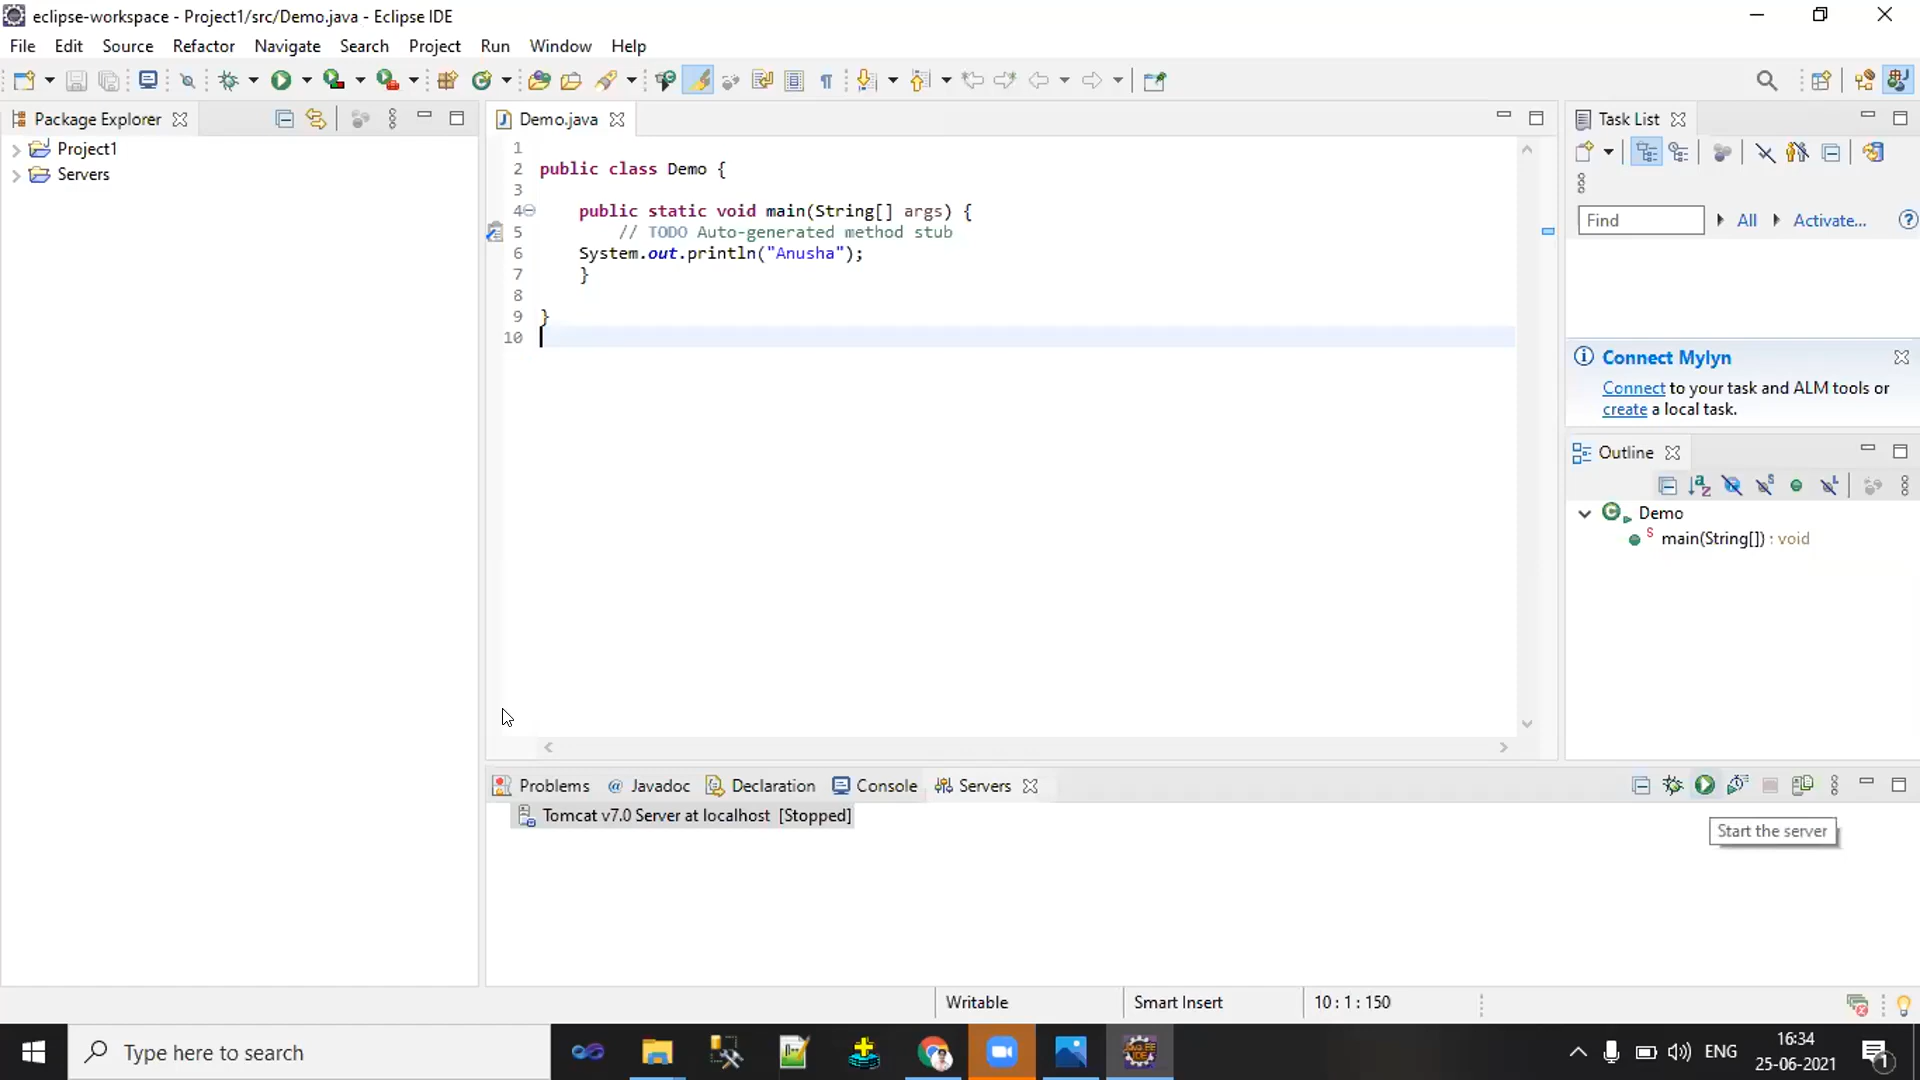 eclipse-workspace - Project1/src/Demo.java - Eclipse IDE
File Edit Source Refactor Navigate Search Project Run Window Help
Package Explorer
Project1
Servers
Demo.java
1
2 public class Demo {
3
4 public static void main(String[] args) {
5 // TODO Auto-generated method stub
6 System.out.println("Anusha");
7 }
8
9 }
10
Task List
Find All Activate...
Connect Mylyn
Connect to your task and ALM tools or
create a local task.
Outline
Demo
main(String[]) : void
Problems @ Javadoc Declaration Console Servers
Tomcat v7.0 Server at localhost [Stopped]
Start the server
Writable Smart Insert 10 : 1 : 150
Type here to search
ENG
16:34
25-06-2021
1